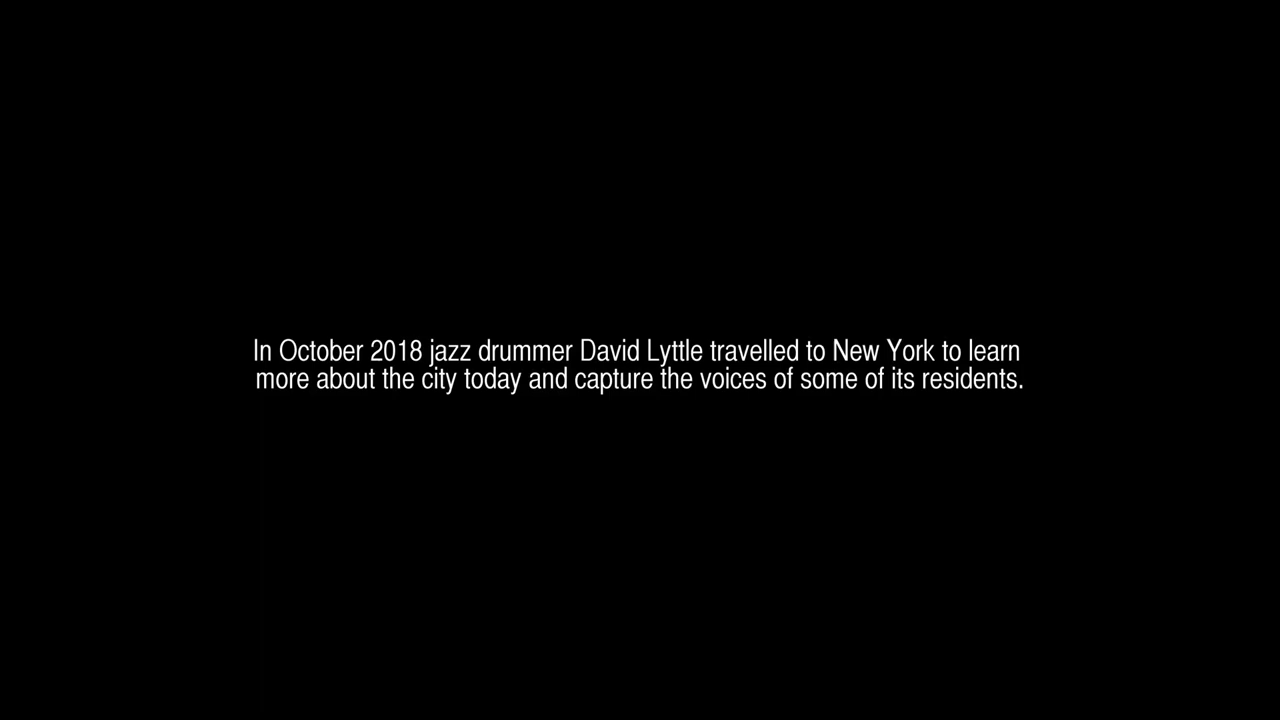 In October 2018 jazz drummer David Lyttle travelled to New York to learn
more about the city today and capture the voices of some of its residents.